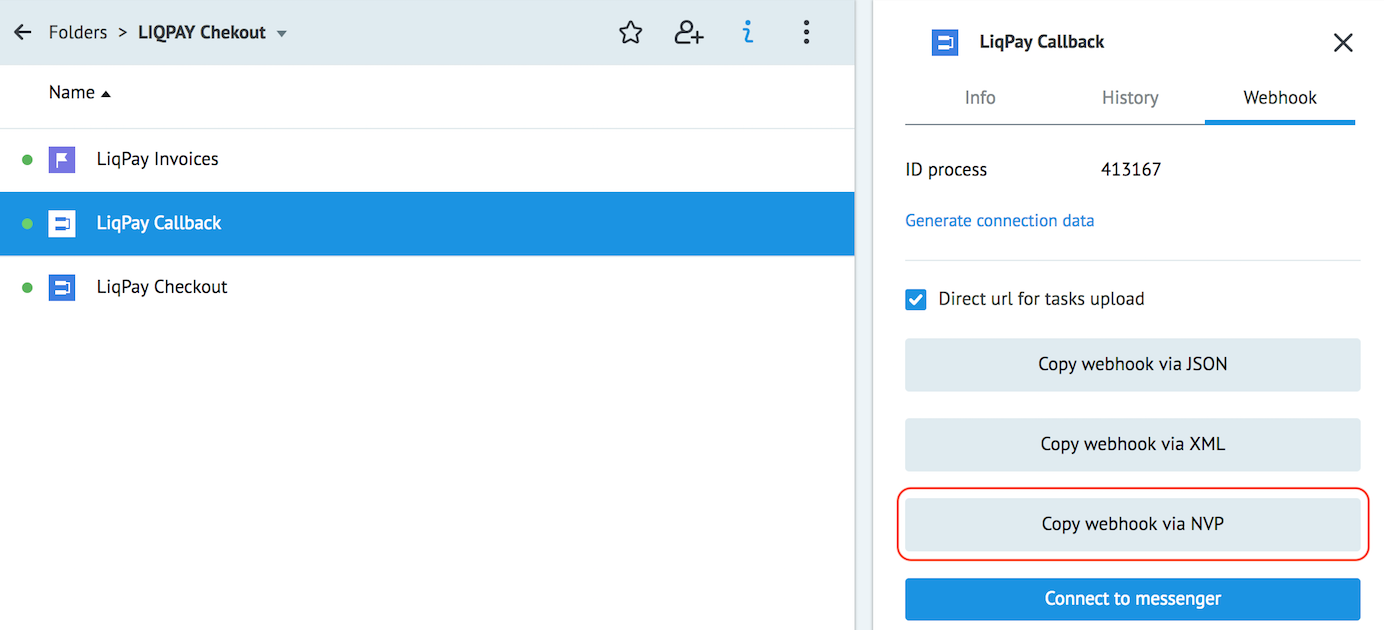 Folders > LIQPAY Chekout
Name
LiqPay Invoices
LiqPay Callback
LiqPay Checkout
LiqPay Callback
Info History Webhook
ID process 413167
Generate connection data
Direct url for tasks upload
Copy webhook via JSON
Copy webhook via XML
Copy webhook via NVP
Connect to messenger